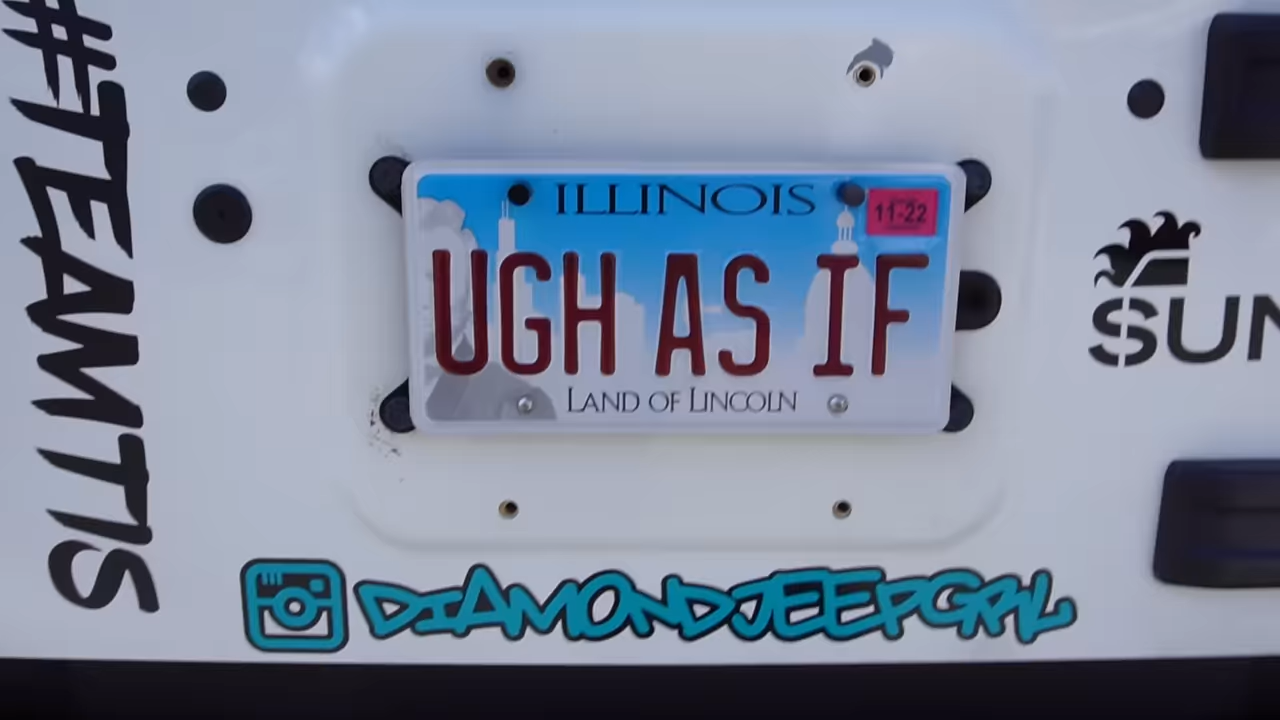 #TEAMTIS
ILLINOIS
11-22
UGH AS IF
LAND OF LINCOLN
SUN
DIAMONDJEEPGRL